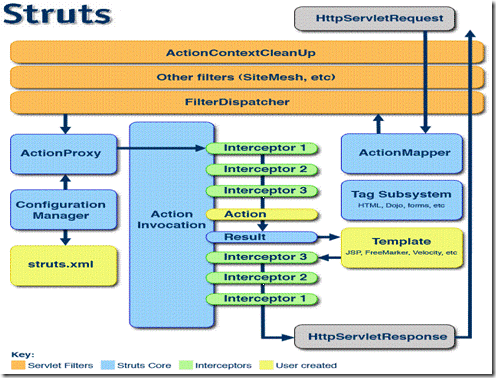 Struts
HttpServletRequest
ActionContextCleanUp
Other filters (SiteMesh, etc)
FilterDispatcher
ActionProxy
Configuration
Manager
struts.xml
Action
Invocation
Interceptor 1
Interceptor 2
Interceptor 3
Action
Result
Interceptor 3
Interceptor 2
Interceptor 1
ActionMapper
Tag Subsystem
HTML, Dojo, forms, etc
Template
JSP, FreeMarker, Velocity, etc
HttpServletResponse
Key:
Servlet Filters
Struts Core
Interceptors
User created